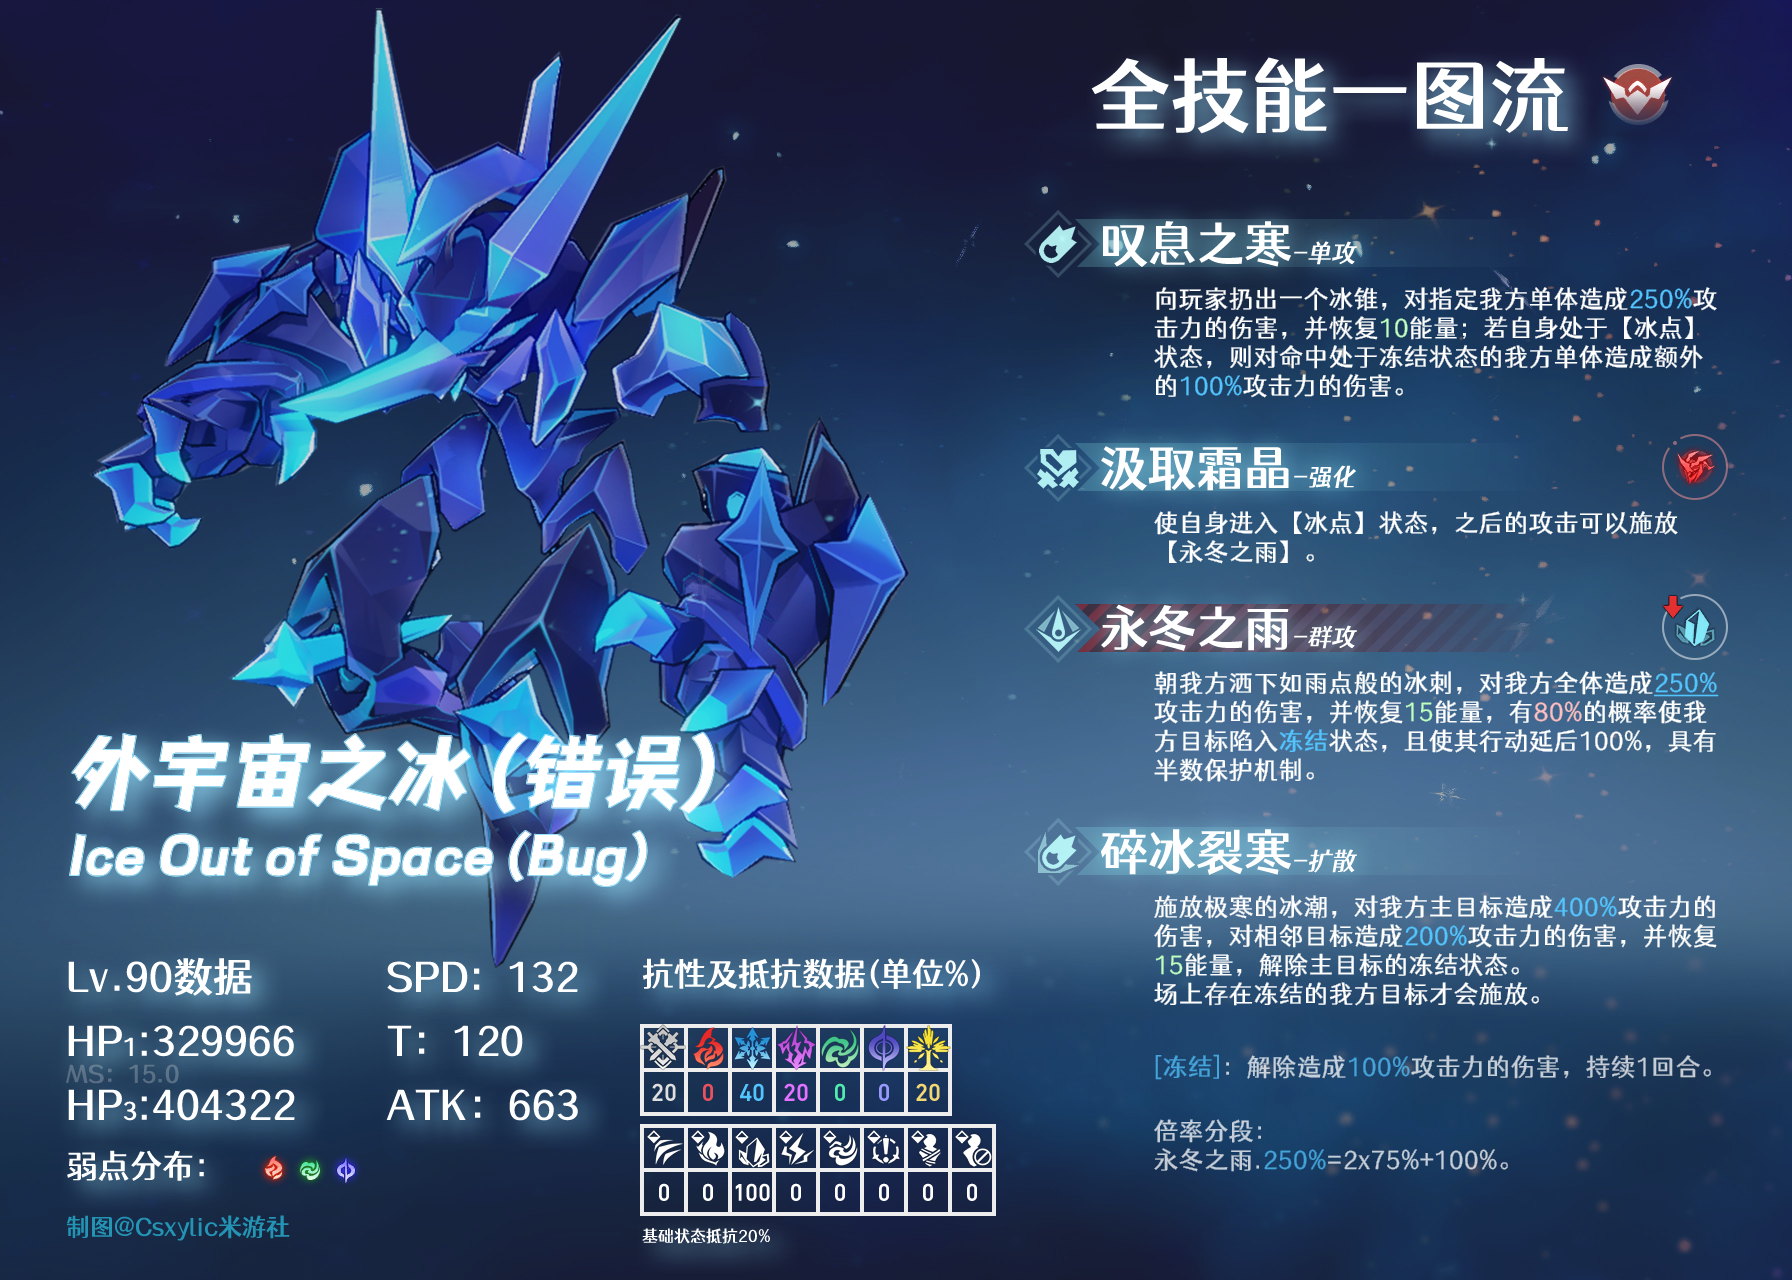 全技能一图流
叹息之寒-单攻
向玩家扔出一个冰锥，对指定我方单体造成250%攻
击力的伤害，并恢复10能量；若自身处于【冰点】
状态，则对命中处于冻结状态的我方单体造成额外
的100%攻击力的伤害。
汲取霜晶-强化
使自身进入【冰点】状态，之后的攻击可以施放
【永冬之雨】。
永冬之雨-群攻
朝我方洒下如雨点般的冰刺，对我方全体造成250%
攻击力的伤害，并恢复15能量，有80%的概率使我
方目标陷入冻结状态，且使其行动延后100%，具有
半数保护机制。
碎冰裂寒-扩散
施放极寒的冰潮，对我方主目标造成400%攻击力的
伤害，对相邻目标造成200%攻击力的伤害，并恢复
15能量，解除主目标的冻结状态。
场上存在冻结的我方目标才会施放。
[冻结]：解除造成100%攻击力的伤害，持续1回合。
倍率分段：
永冬之雨.250%=2x75%+100%。
外宇宙之冰（错误）
Ice Out of Space (Bug)
Lv.90数据
SPD：132
HP1:329966
T：120
MS：15.0
HP3:404322
ATK：663
弱点分布：
制图@Csxylic米游社
抗性及抵抗数据(单位%)
20 0 40 20 0 0 20
0 0 100 0 0 0 0 0
基础状态抵抗20%